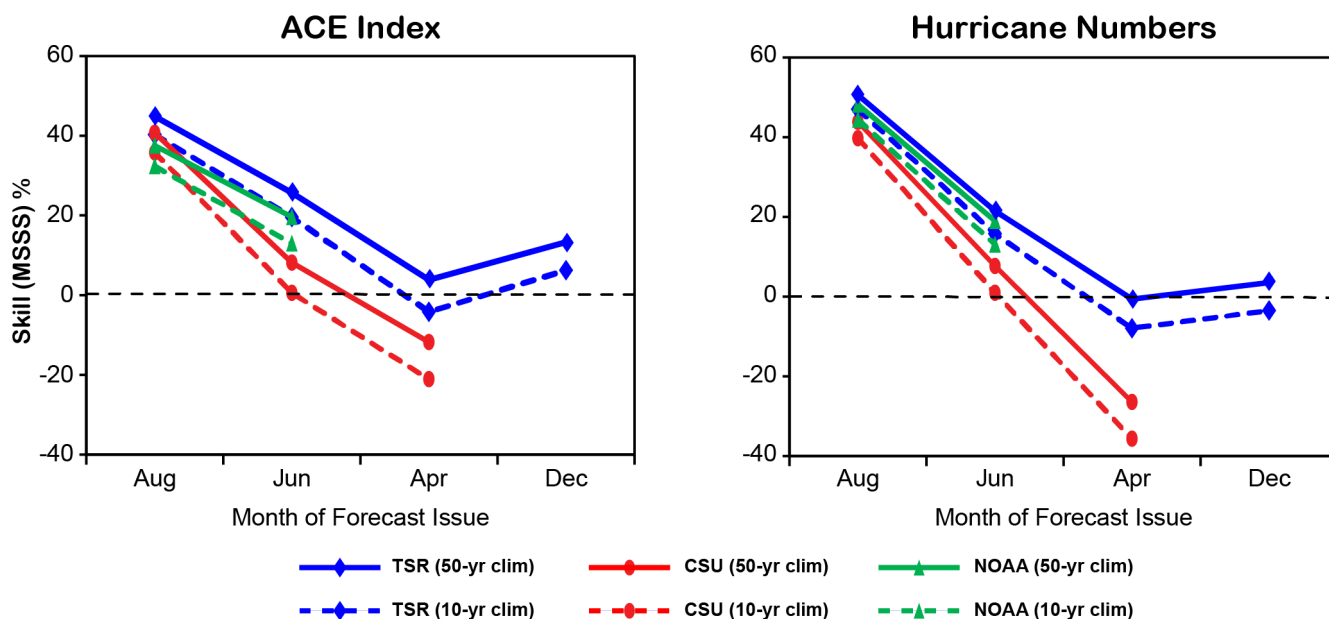 ACE Index
Hurricane Numbers
Skill (MSSS) %
60
40
20
0
-20
-40
Aug Jun Apr Dec
Month of Forecast Issue
60
40
20
0
-20
-40
Aug Jun Apr Dec
Month of Forecast Issue
TSR (50-yr clim) CSU (50-yr clim) NOAA (50-yr clim)
TSR (10-yr clim) CSU (10-yr clim) NOAA (10-yr clim)